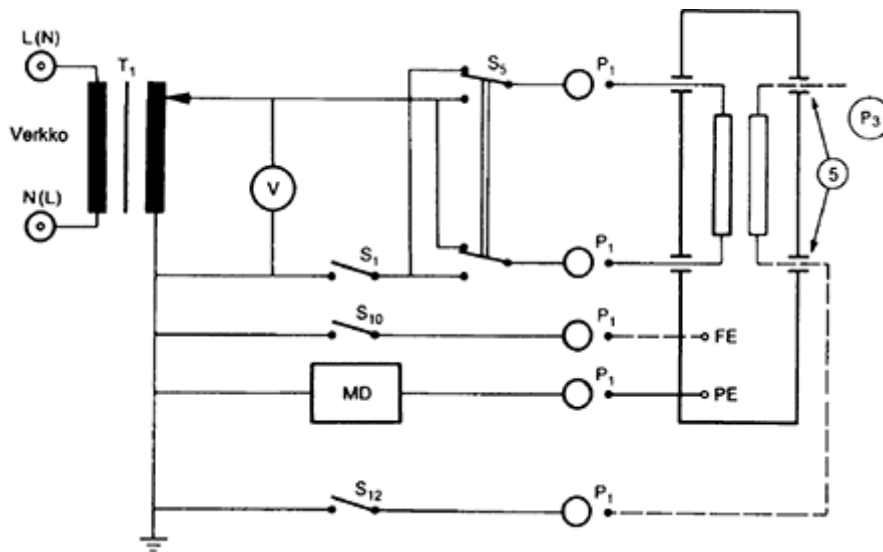 L(N)
T₁
Verkko
N(L)
V
S₅
P₁
P₃
5
S₁
P₁
S₁₀
P₁
FE
MD
P₁
PE
S₁₂
P₁